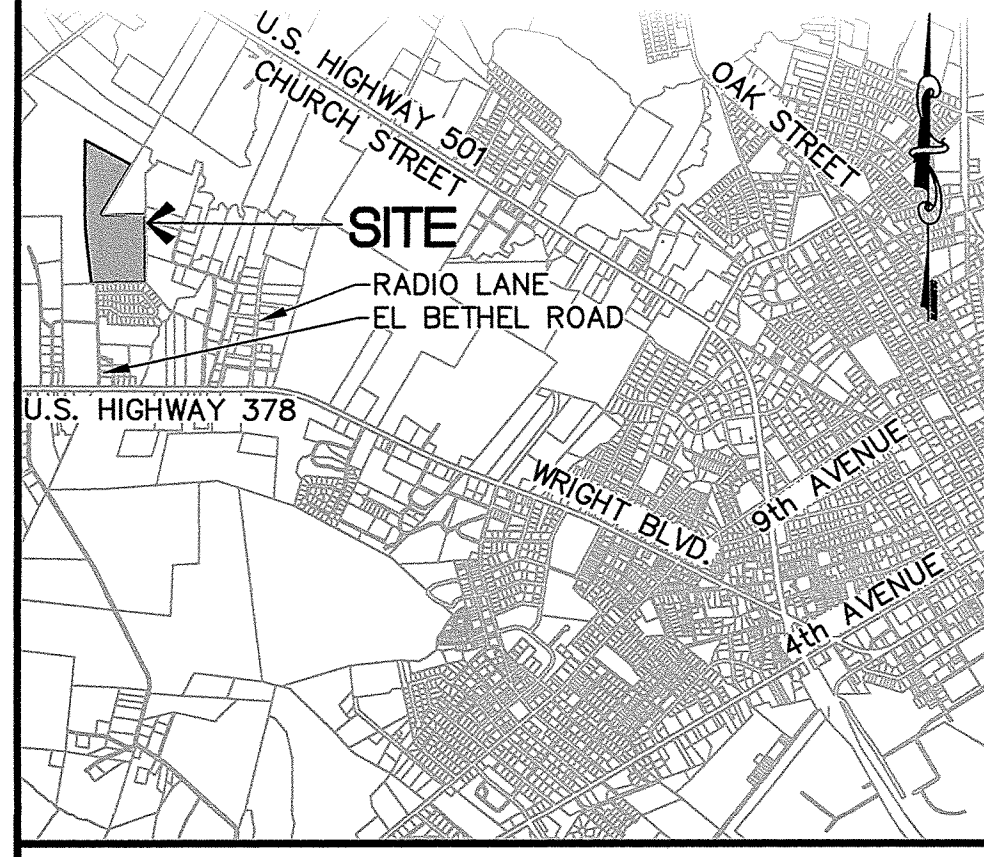 U.S. HIGHWAY 501
CHURCH STREET
OAK STREET
SITE
RADIO LANE
EL BETHEL ROAD
U.S. HIGHWAY 378
WRIGHT BLVD.
9th AVENUE
4th AVENUE